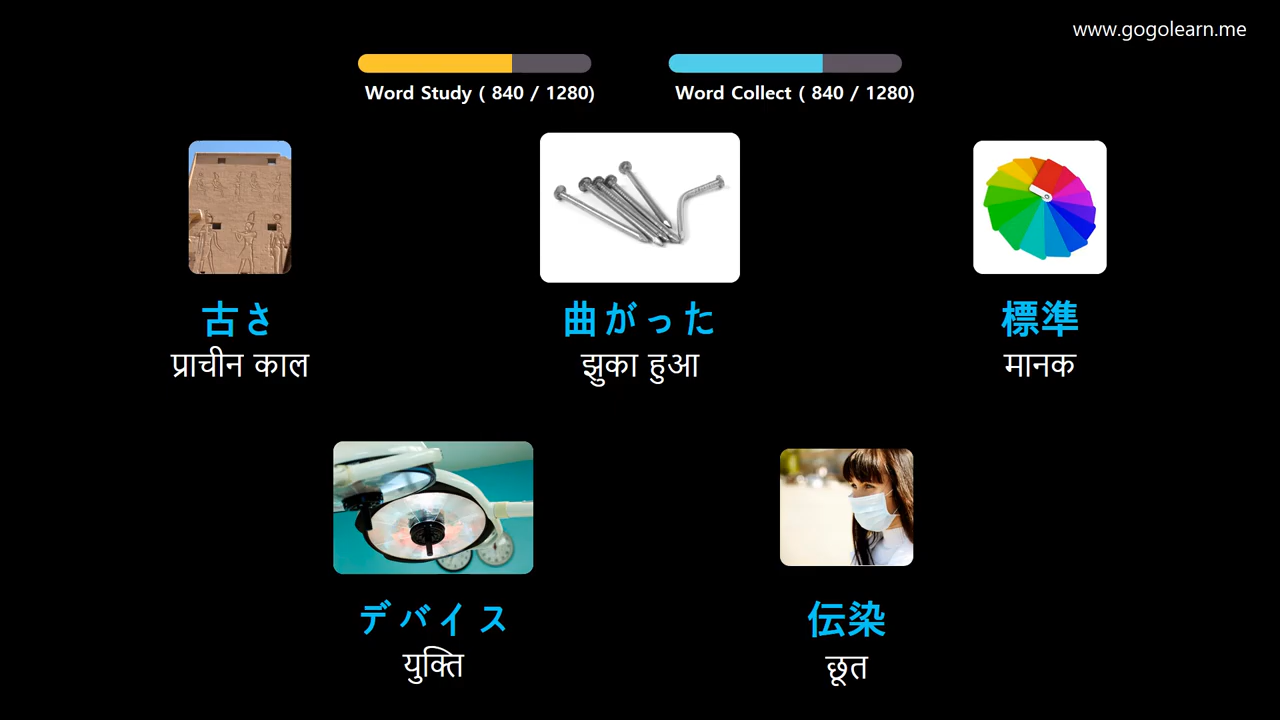 www.gogolearn.me
Word Study ( 840 / 1280)
Word Collect ( 840 / 1280)
古さ
प्राचीन काल
曲がった
झुका हुआ
標準
मानक
デバイス
युक्ति
伝染
छूत